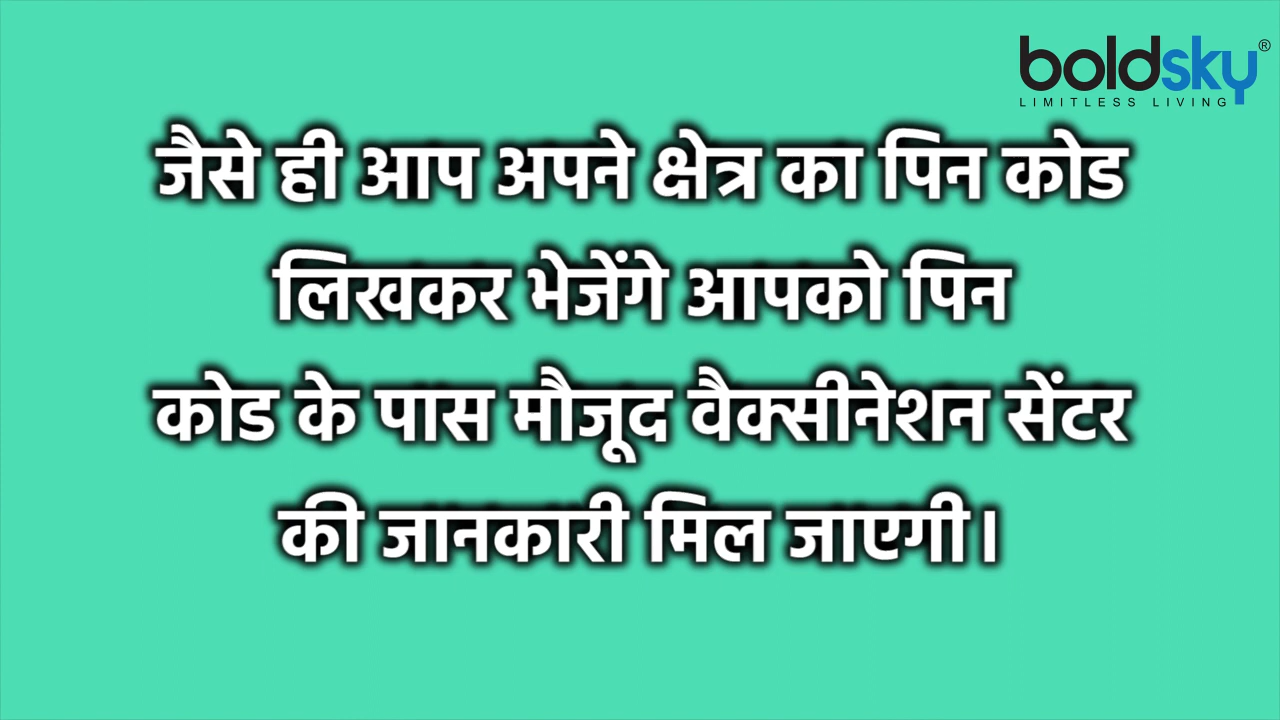 boldsky®
LIMITLESS LIVING
जैसे ही आप अपने क्षेत्र का पिन कोड
लिखकर भेजेंगे आपको पिन
कोड के पास मौजूद वैक्सीनेशन सेंटर
की जानकारी मिल जाएगी।